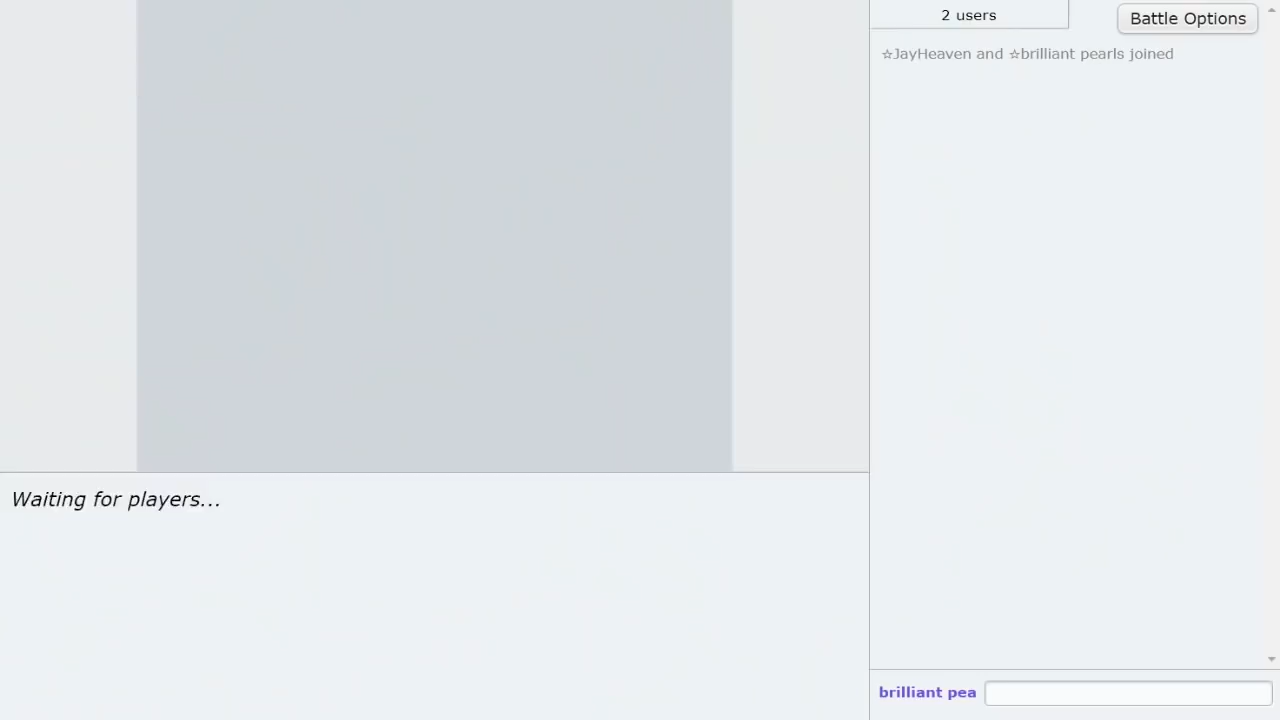 2 users
Battle Options
☆JayHeaven and ☆brilliant pearls joined
Waiting for players...
brilliant pea